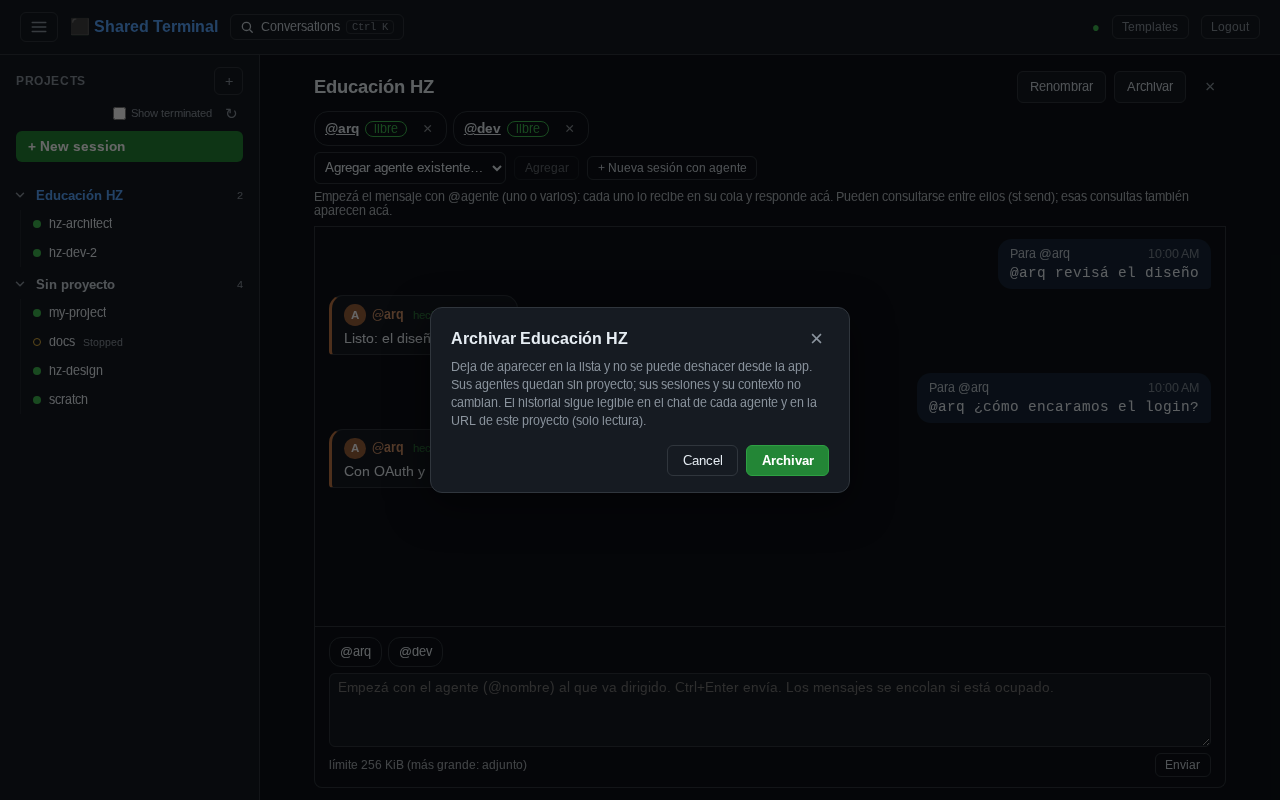 Shared Terminal
Conversations Ctrl K
Templates
Logout
PROJECTS
+
Show terminated
+ New session
Educación HZ 2
hz-architect
hz-dev-2
Sin proyecto 4
my-project
docs Stopped
hz-design
scratch
Educación HZ
Renombrar
Archivar
@arq libre
@dev libre
Agregar agente existente…
Agregar
+ Nueva sesión con agente
Empezá el mensaje con @agente (uno o varios): cada uno lo recibe en su cola y responde acá. Pueden consultarse entre ellos (st send); esas consultas también
aparecen acá.
Para @arq 10:00 AM
@arq revisá el diseño
A @arq
Listo: el diseñ
Para @arq 10:00 AM
@arq ¿cómo encaramos el login?
A @arq
Con OAuth y
Archivar Educación HZ
Deja de aparecer en la lista y no se puede deshacer desde la app.
Sus agentes quedan sin proyecto; sus sesiones y su contexto no
cambian. El historial sigue legible en el chat de cada agente y en la
URL de este proyecto (solo lectura).
Cancel
Archivar
@arq
@dev
Empezá con el agente (@nombre) al que va dirigido. Ctrl+Enter envía. Los mensajes se encolan si está ocupado.
límite 256 KiB (más grande: adjunto)
Enviar